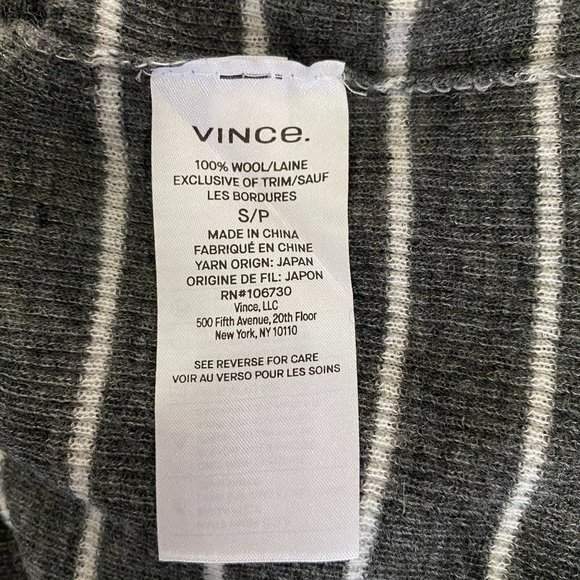 VINCe.
100% WOOL/LAINE
EXCLUSIVE OF TRIM/SAUF
LES BORDURES
S/P
MADE IN CHINA
FABRIQUÉ EN CHINE
YARN ORIGN: JAPAN
ORIGINE DE FIL: JAPON
RN#106730
Vince, LLC
500 Fifth Avenue, 20th Floor
New York, NY 10110
SEE REVERSE FOR CARE
VOIR AU VERSO POUR LES SOINS